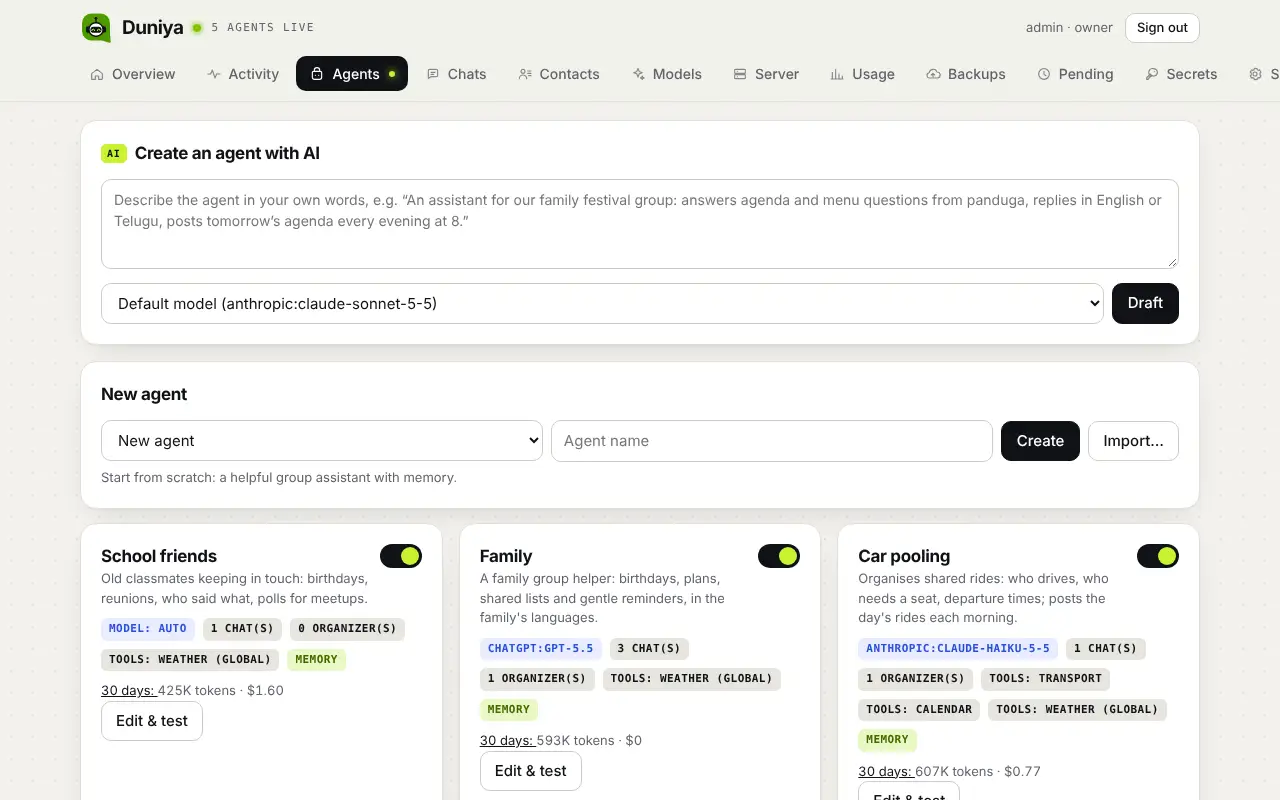 Duniya 5 AGENTS LIVE
admin · owner Sign out
Overview Activity Agents Chats Contacts Models Server Usage Backups Pending Secrets S
AI Create an agent with AI
Describe the agent in your own words, e.g. “An assistant for our family festival group: answers agenda and menu questions from panduga, replies in English or
Telugu, posts tomorrow’s agenda every evening at 8.”
Default model (anthropic:claude-sonnet-5-5) Draft
New agent
New agent Agent name Create Import...
Start from scratch: a helpful group assistant with memory.
School friends
Old classmates keeping in touch: birthdays,
reunions, who said what, polls for meetups.
MODEL: AUTO 1 CHAT(S) 0 ORGANIZER(S)
TOOLS: WEATHER (GLOBAL) MEMORY
30 days: 425K tokens · $1.60
Edit & test
Family
A family group helper: birthdays, plans,
shared lists and gentle reminders, in the
family's languages.
CHATGPT:GPT-5.5 3 CHAT(S)
1 ORGANIZER(S) TOOLS: WEATHER (GLOBAL)
MEMORY
30 days: 593K tokens · $0
Edit & test
Car pooling
Organises shared rides: who drives, who
needs a seat, departure times; posts the
day's rides each morning.
ANTHROPIC:CLAUDE-HAIKU-5-5 1 CHAT(S)
1 ORGANIZER(S) TOOLS: TRANSPORT
TOOLS: CALENDAR TOOLS: WEATHER (GLOBAL)
MEMORY
30 days: 607K tokens · $0.77
Edit & test